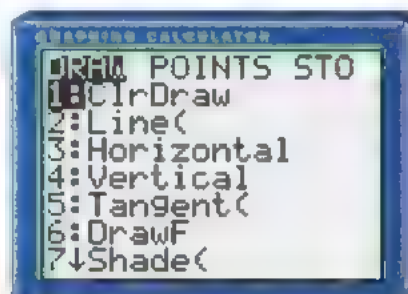 GRAPHING CALCULATOR
DRAW POINTS STO
1:ClrDraw
2:Line(
3:Horizontal
4:Vertical
5:Tangent(
6:DrawF
7↓Shade(